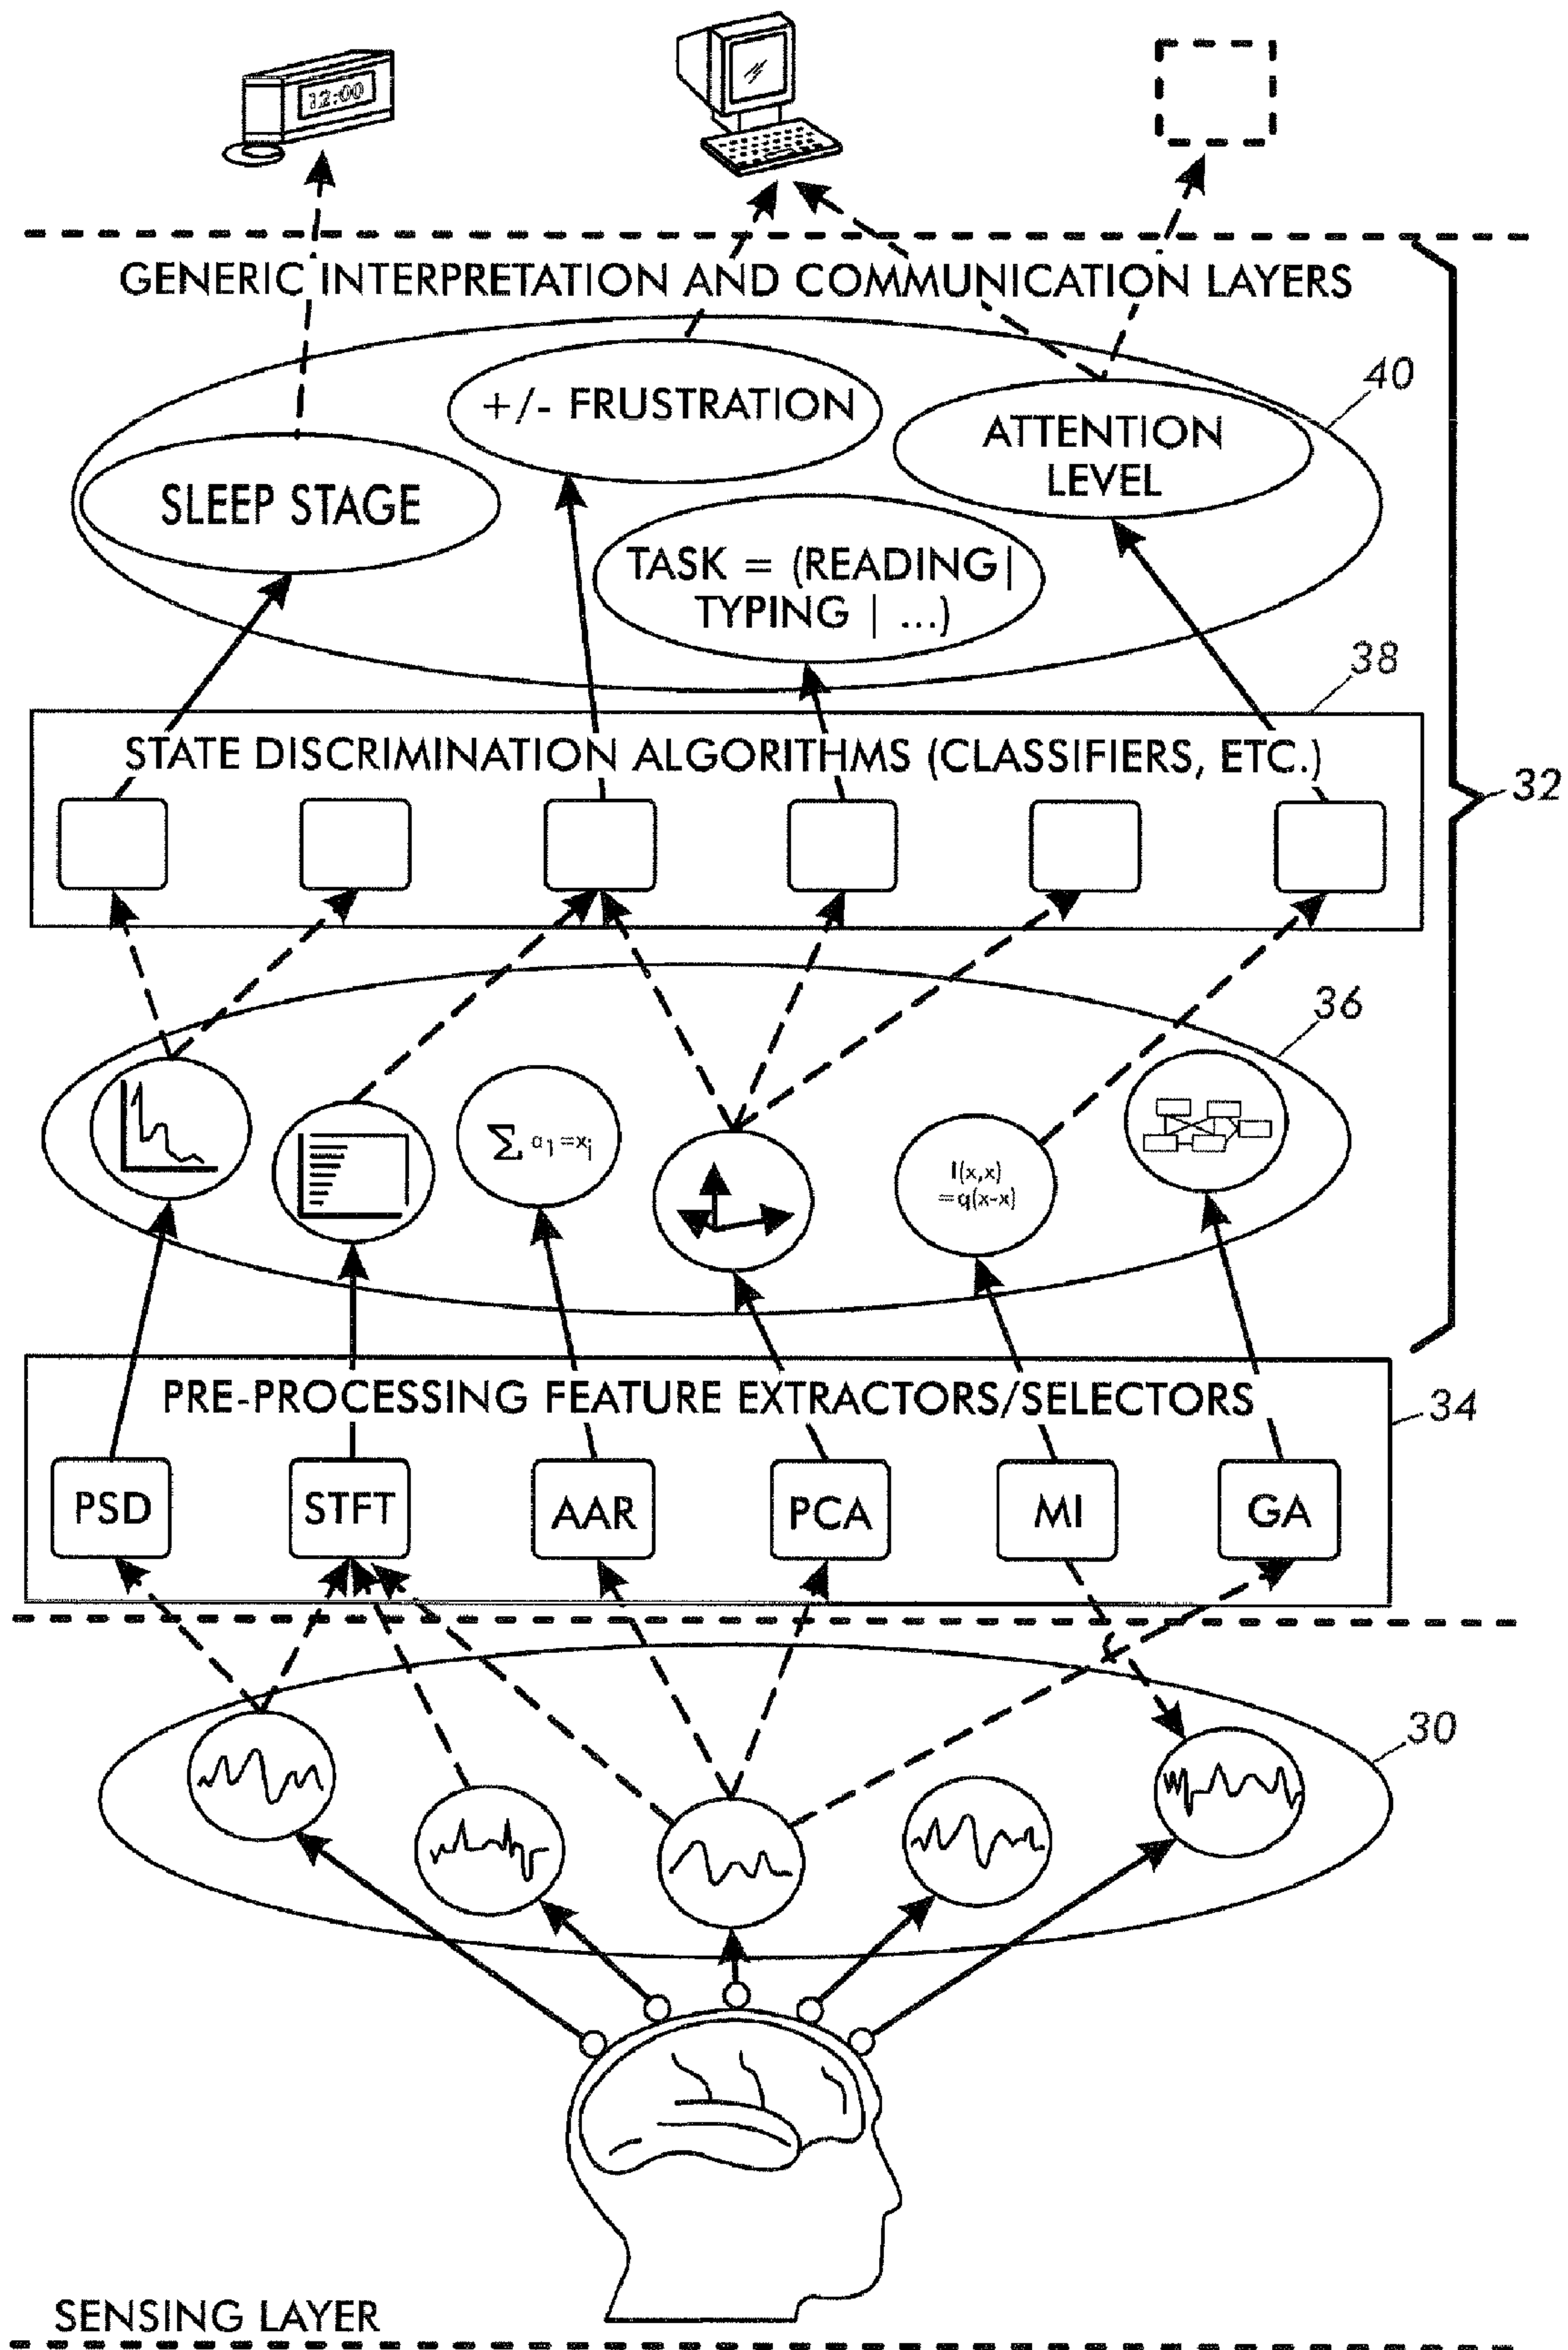 12:00
GENERIC INTERPRETATION AND COMMUNICATION LAYERS
40
+/- FRUSTRATION
ATTENTION
LEVEL
SLEEP STAGE
TASK = (READING|
TYPING | ...)
38
STATE DISCRIMINATION ALGORITHMS (CLASSIFIERS, ETC.)
32
36
∑ a1=xj
I(x,x)
=q(x-x)
PRE-PROCESSING FEATURE EXTRACTORS/SELECTORS
34
PSD
STFT
AAR
PCA
MI
GA
30
SENSING LAYER